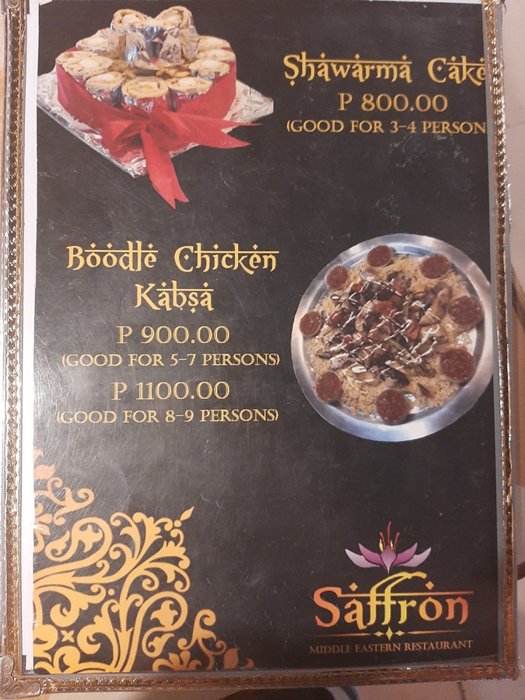 Shawarma Cake
P 800.00
(GOOD FOR 3-4 PERSON
Boodle Chicken
Kabsa
P 900.00
(GOOD FOR 5-7 PERSONS)
P 1100.00
(GOOD FOR 8-9 PERSONS)
Saffron
MIDDLE EASTERN RESTAURANT